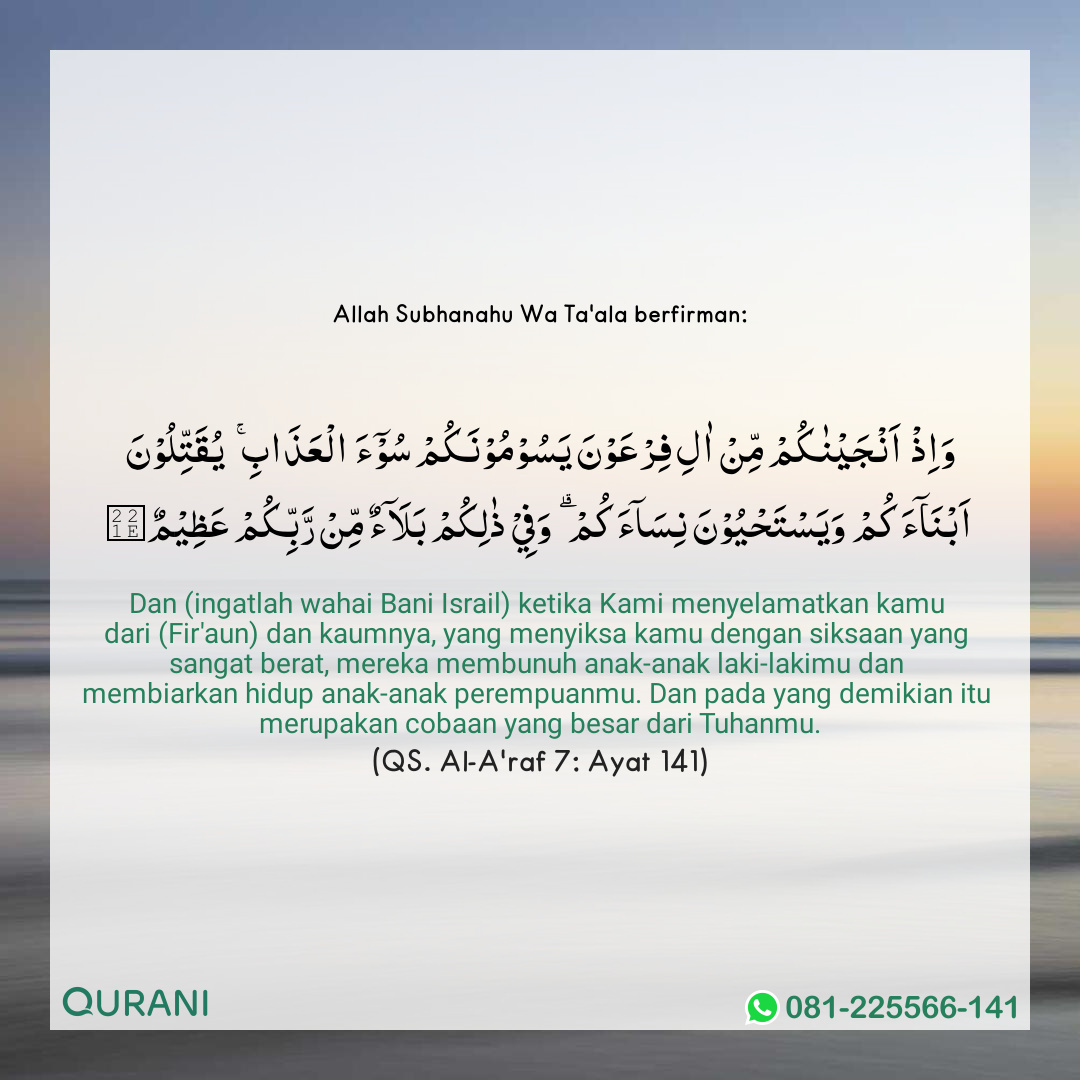 Allah Subhanahu Wa Ta'ala berfirman:
وَاِذْ اَنْجَيْنٰكُمْ مِّنْ اٰلِ فِرْعَوْنَ يَسُوْمُوْنَكُمْ سُوْٓءَ الْعَذَابِ ۚ يُقَتِّلُوْنَ
اَبْنَآءَكُمْ وَيَسْتَحْيُوْنَ نِسَآءَكُمْ ۗ وَفِيْ ذٰلِكُمْ بَلَآءٌ مِّنْ رَّبِّكُمْ عَظِيْمٌ
Dan (ingatlah wahai Bani Israil) ketika Kami menyelamatkan kamu
dari (Fir'aun) dan kaumnya, yang menyiksa kamu dengan siksaan yang
sangat berat, mereka membunuh anak-anak laki-lakimu dan
membiarkan hidup anak-anak perempuanmu. Dan pada yang demikian itu
merupakan cobaan yang besar dari Tuhanmu.
(QS. Al-A'raf 7: Ayat 141)
QURANI
081-225566-141